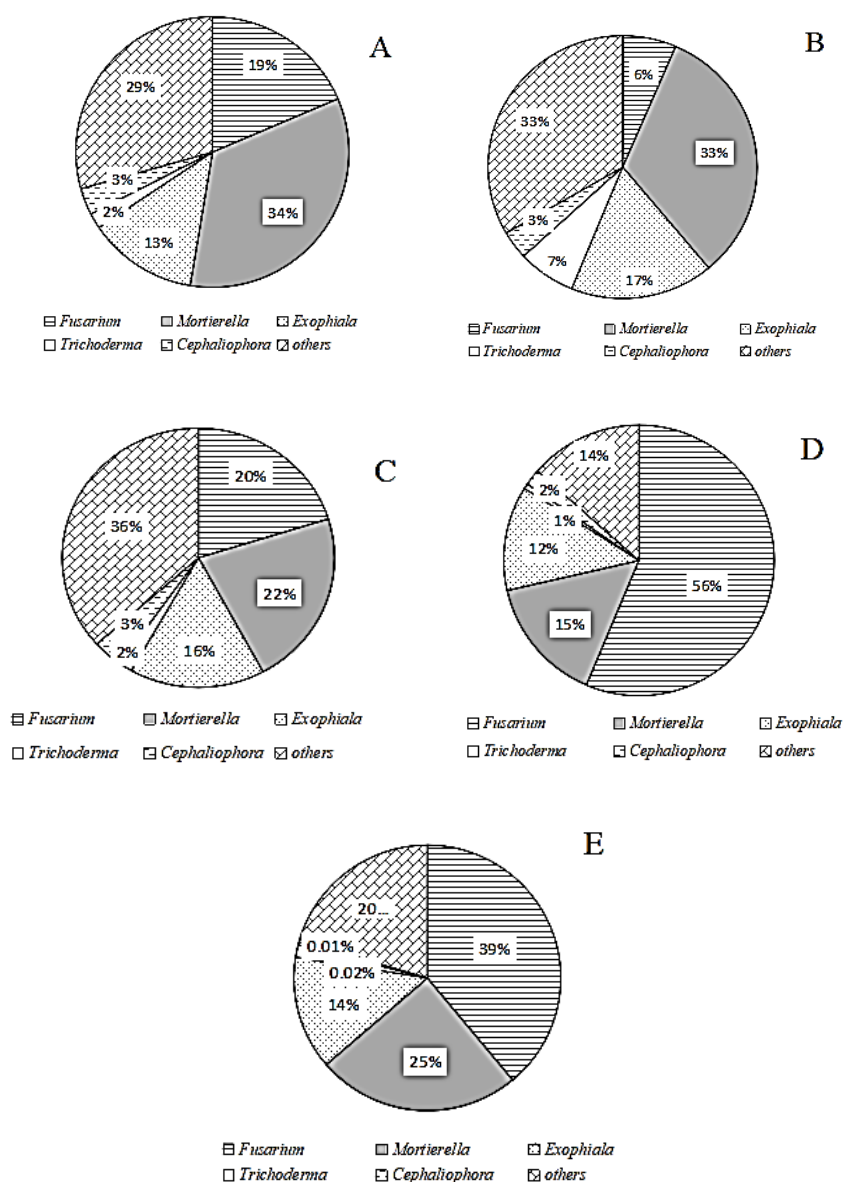 A
19%
34%
13%
2%
3%
29%
Fusarium Mortierella Exophiala
Trichoderma Cephaliophora others
B
6%
33%
17%
7%
3%
33%
Fusarium Mortierella Exophiala
Trichoderma Cephaliophora others
C
20%
22%
16%
2%
3%
36%
Fusarium Mortierella Exophiala
Trichoderma Cephaliophora others
D
56%
15%
12%
1%
2%
14%
Fusarium Mortierella Exophiala
Trichoderma Cephaliophora others
E
39%
25%
14%
0.02%
0.01%
20...
Fusarium Mortierella Exophiala
Trichoderma Cephaliophora others